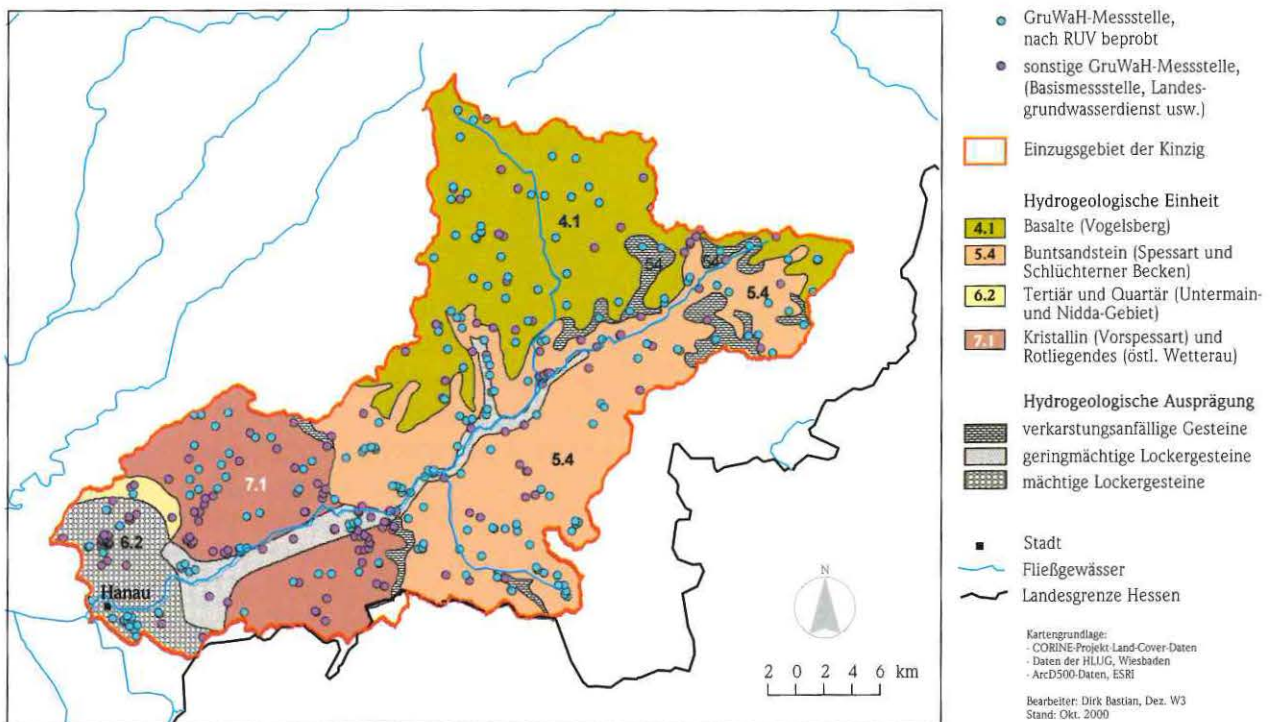 4.1
5.4
5.4
5.4
5.4
7.1
6.2
Hanau
N
2 0 2 4 6 km
GruWaH-Messstelle,
nach RUV beprobt
sonstige GruWaH-Messstelle,
(Basismessstelle, Landes-
grundwasserdienst usw.)
Einzugsgebiet der Kinzig
Hydrogeologische Einheit
4.1 Basalte (Vogelsberg)
5.4 Buntsandstein (Spessart und
Schlüchterner Becken)
6.2 Tertiär und Quartär (Untermain-
und Nidda-Gebiet)
7.1 Kristallin (Vorspessart) und
Rotliegendes (östl. Wetterau)
Hydrogeologische Ausprägung
verkarstungsanfällige Gesteine
geringmächtige Lockergesteine
mächtige Lockergesteine
Stadt
Fließgewässer
Landesgrenze Hessen
Kartengrundlage:
- CORINE-Projekt-Land-Cover-Daten
- Daten der HLUG, Wiesbaden
- ArcD500-Daten, ESRI
Bearbeiter: Dirk Bastian, Dez. W3
Stand: Okt. 2000